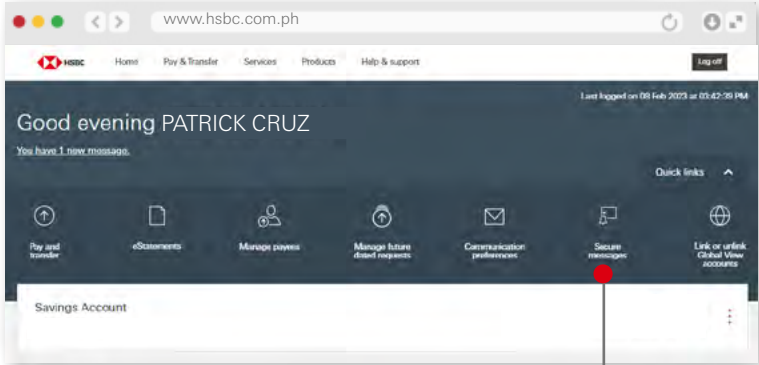 www.hsbc.com.ph
HSBC Home Pay & Transfer Services Products Help & support Log off
Last logged on 09 Feb 2023 at 03:42:39 PM
Good evening PATRICK CRUZ
You have 1 new message.
Quick links
Pay and
transfer
eStatements
Manage payees
Manage future
dated requests
Communication
preferences
Secure
messages
Link or unlink
Global View
accounts
Savings Account